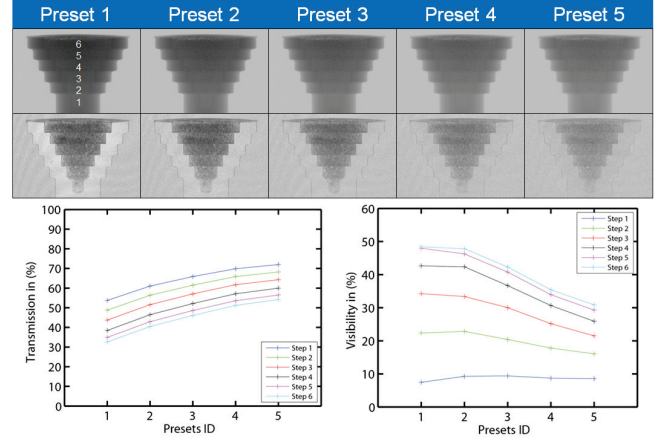 Preset 1 Preset 2 Preset 3 Preset 4 Preset 5
6
5
4
3
2
1
Transmission in (%)
100
90
80
70
60
50
40
30
20
10
0
1 2 3 4 5
Presets ID
Step 1
Step 2
Step 3
Step 4
Step 5
Step 6
Visibility in (%)
60
50
40
30
20
10
0
1 2 3 4 5
Presets ID
Step 1
Step 2
Step 3
Step 4
Step 5
Step 6